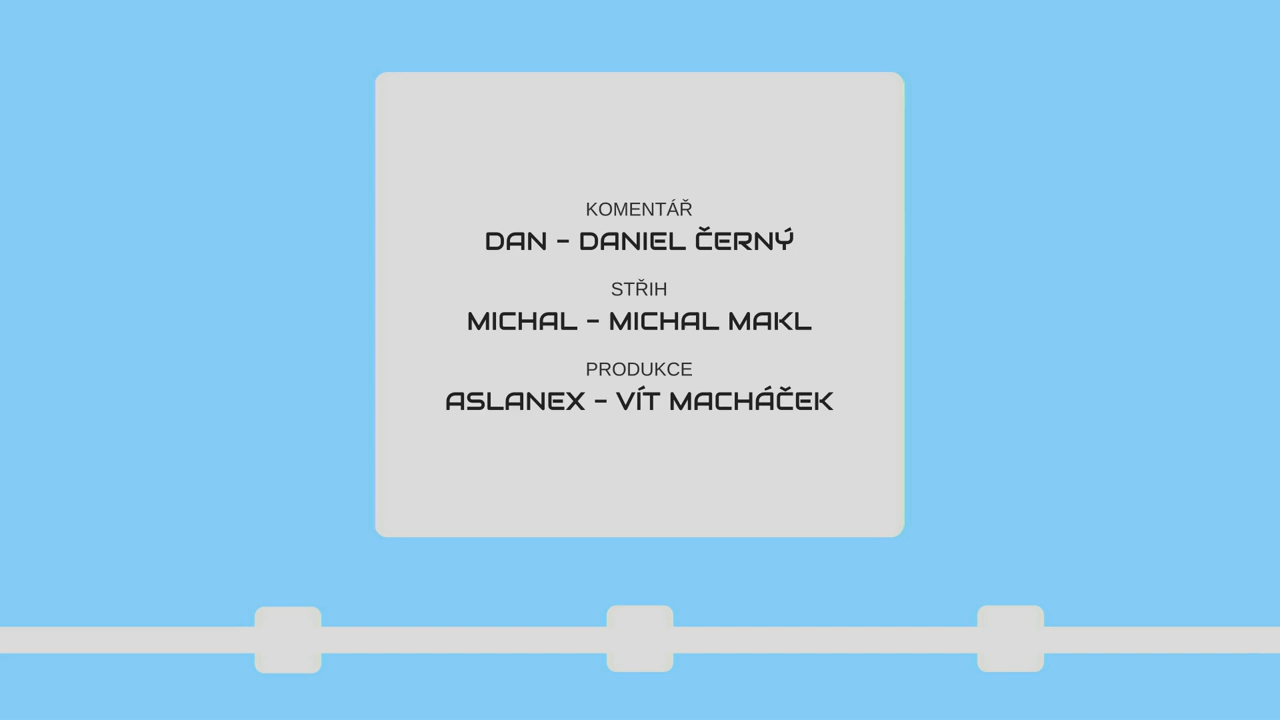 KOMENTÁŘ
DAN – DANIEL ČERNÝ
STŘIH
MICHAL – MICHAL MAKL
PRODUKCE
ASLANEX – VÍT MACHÁČEK